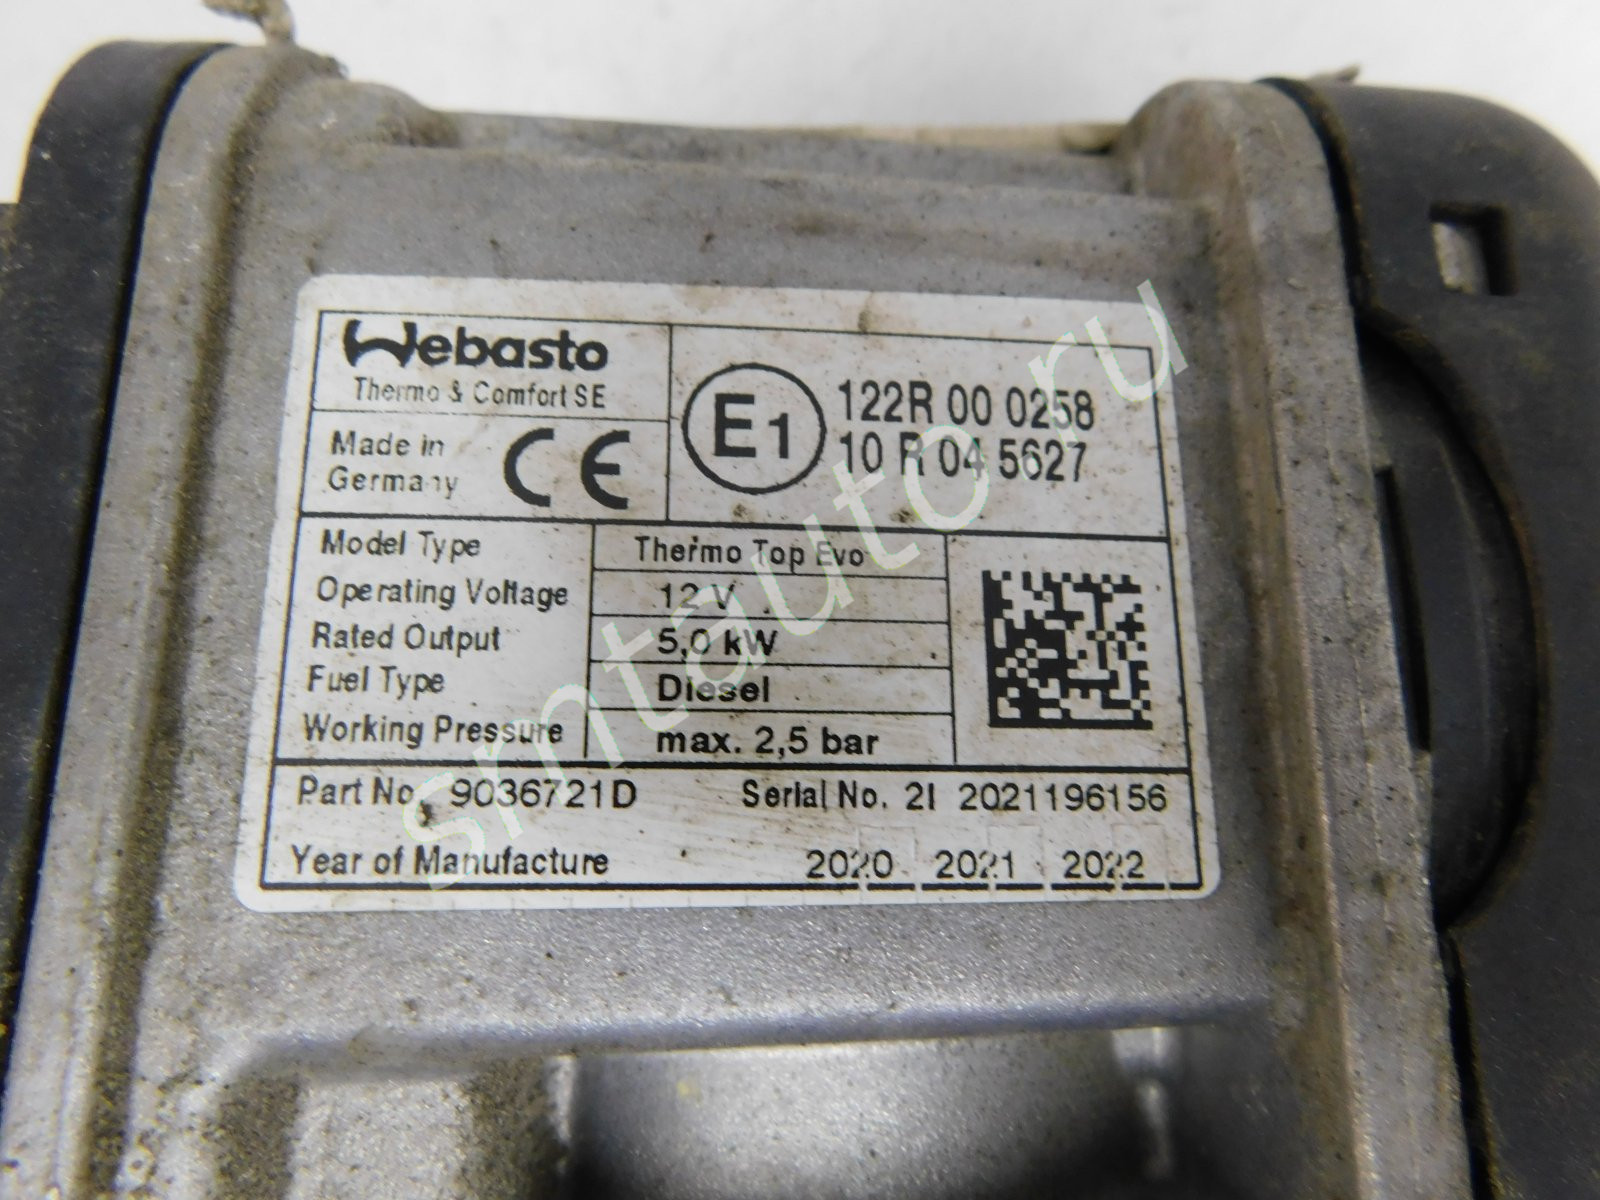 Webasto
Thermo & Comfort SE
Made in
Germany
CE
E1
122R 00 0258
10 R 04 5627
Model Type Thermo Top Evo
Operating Voltage 12 V
Rated Output 5,0 kW
Fuel Type Diesel
Working Pressure max. 2,5 bar
Part No. 9036721D Serial No. 21 2021196156
Year of Manufacture 2020 2021 2022
smtauto.ru